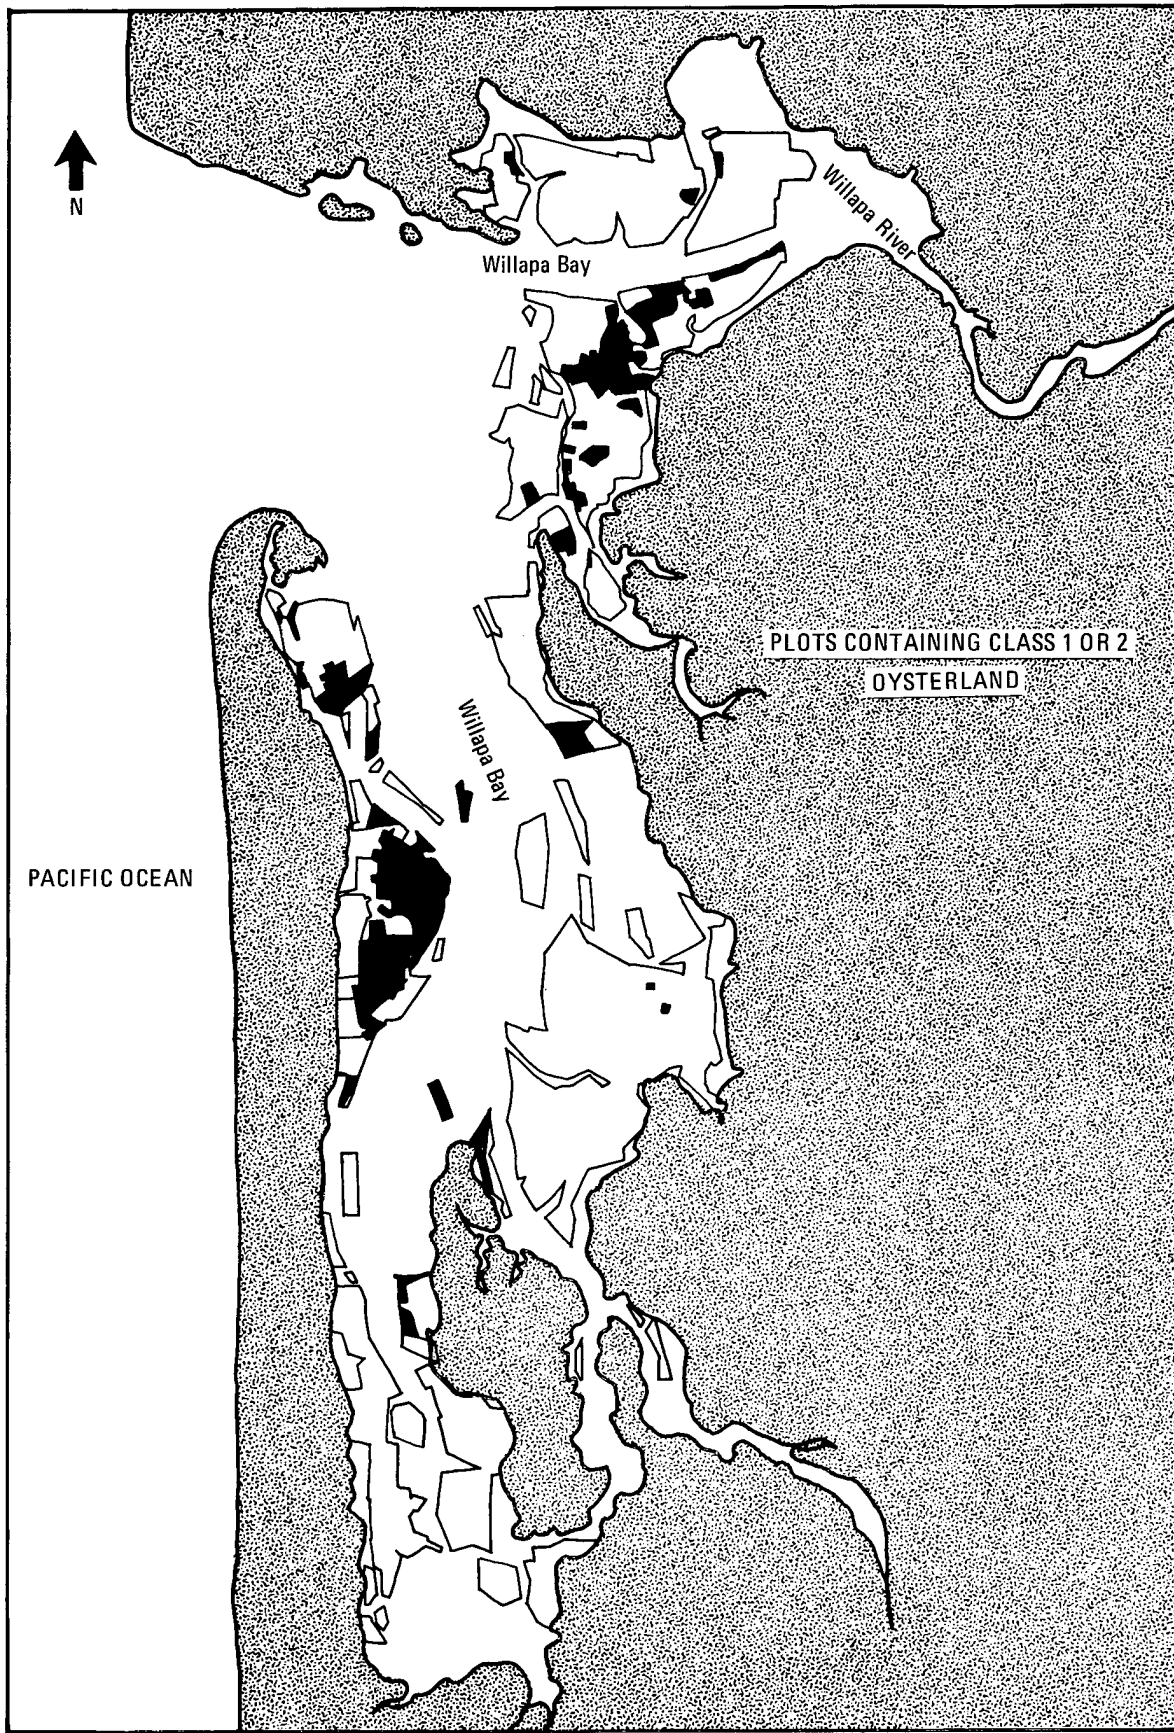 N
Willapa River
Willapa Bay
PLOTS CONTAINING CLASS 1 OR 2
OYSTERLAND
Willapa Bay
PACIFIC OCEAN